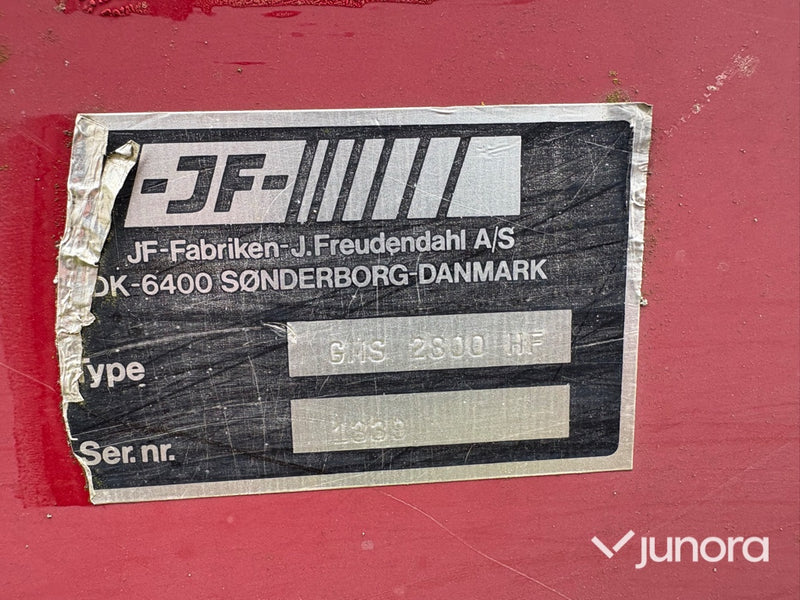 -JF-
JF-Fabriken-J.Freudendahl A/S
DK-6400 SØNDERBORG-DANMARK
Type GMS 2800 HF
Ser.nr.
junora